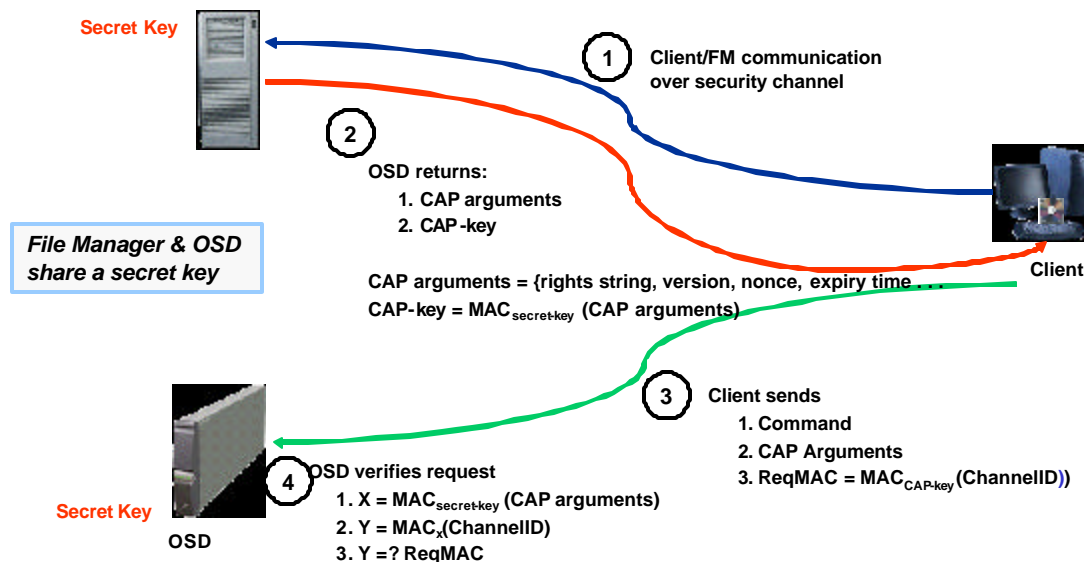 Secret Key
1
Client/FM communication
over security channel
2
OSD returns:
1. CAP arguments
2. CAP-key
File Manager & OSD
share a secret key
Client
CAP arguments = {rights string, version, nonce, expiry time . . .
CAP-key = MACsecret-key (CAP arguments)
3
Client sends
1. Command
2. CAP Arguments
3. ReqMAC = MACCAP-key (ChannelID))
4
OSD verifies request
1. X = MACsecret-key (CAP arguments)
2. Y = MACx(ChannelID)
3. Y =? ReqMAC
Secret Key
OSD